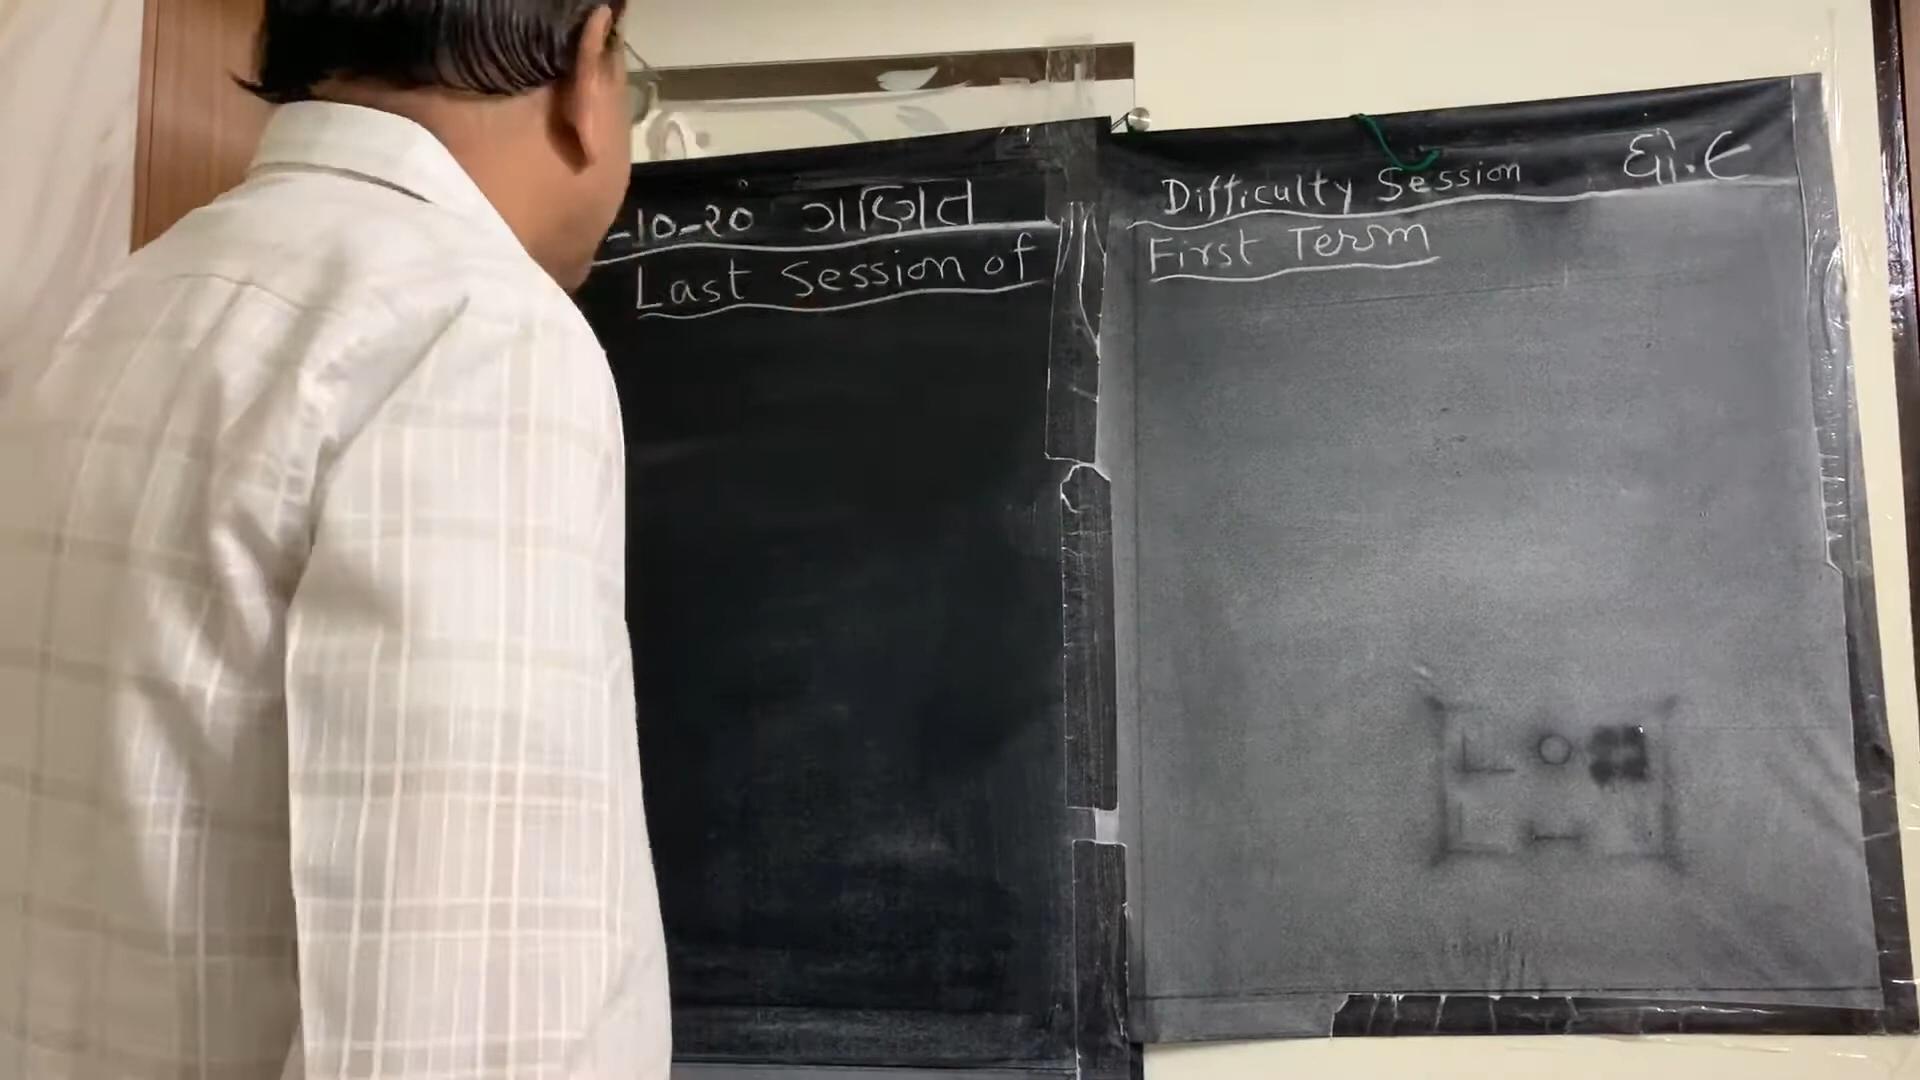 -10-20 ગણિત Difficulty Session ધો.૯
Last Session of First Term